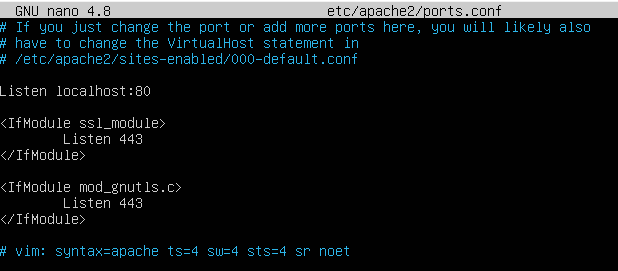 GNU nano 4.8 etc/apache2/ports.conf
# If you just change the port or add more ports here, you will likely also
# have to change the VirtualHost statement in
# /etc/apache2/sites-enabled/000-default.conf
Listen localhost:80
<IfModule ssl_module>
Listen 443
</IfModule>
<IfModule mod_gnutls.c>
Listen 443
</IfModule>
# vim: syntax=apache ts=4 sw=4 sts=4 sr noet